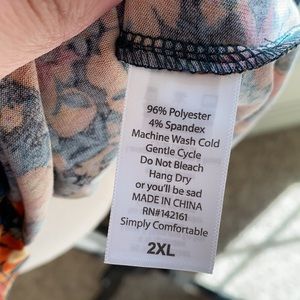 96% Polyester
4% Spandex
Machine Wash Cold
Gentle Cycle
Do Not Bleach
Hang Dry
or you'll be sad
MADE IN CHINA
RN#142161
Simply Comfortable
2XL